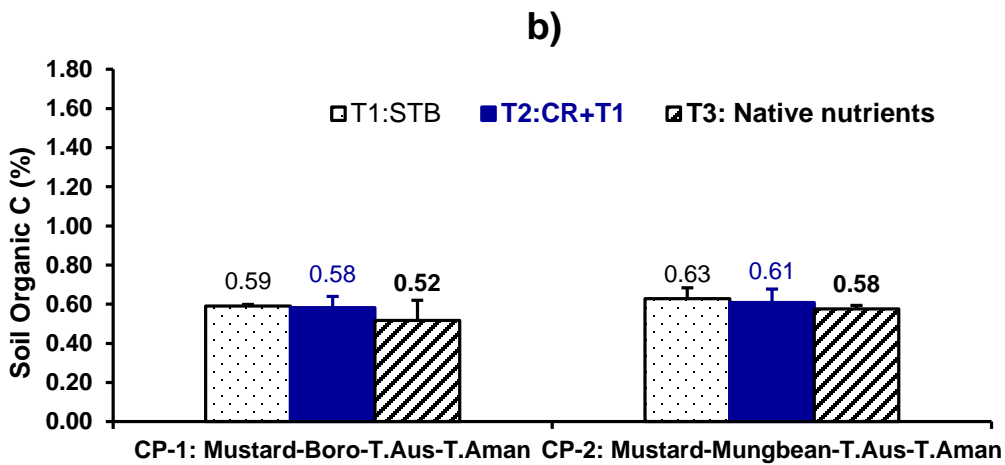 b)
1.80
1.60
1.40
1.20
1.00
0.80
0.60
0.40
0.20
0.00
Soil Organic C (%)
T1:STB T2:CR+T1 T3: Native nutrients
0.59 0.58 0.52 0.63 0.61 0.58
CP-1: Mustard-Boro-T.Aus-T.Aman CP-2: Mustard-Mungbean-T.Aus-T.Aman